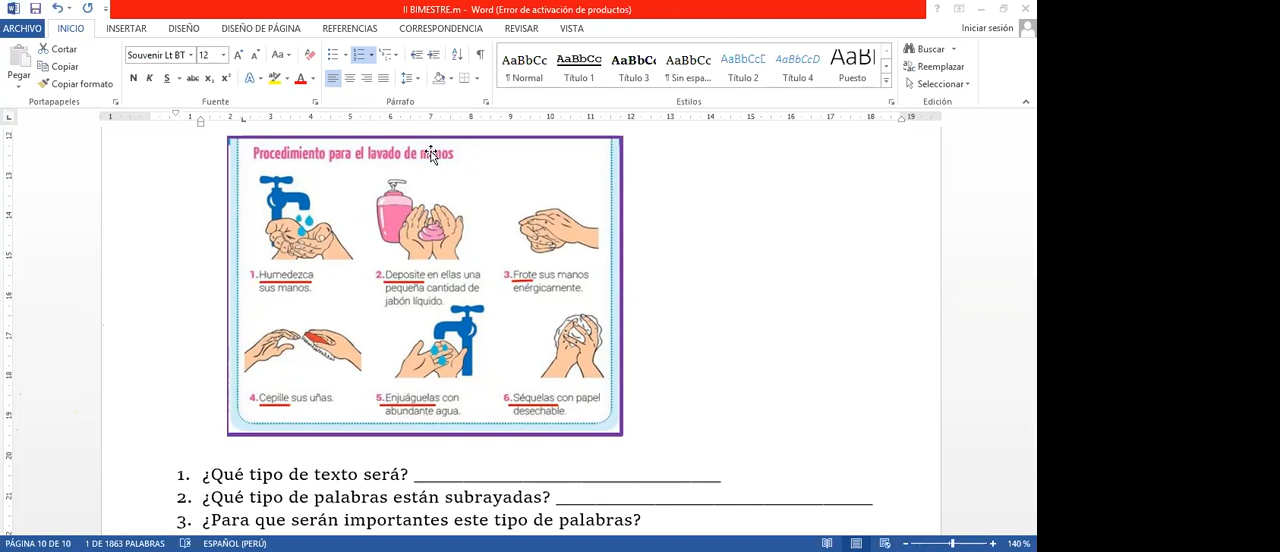 II BIMESTRE.m - Word (Error de activación de productos)
ARCHIVO INICIO INSERTAR DISEÑO DISEÑO DE PÁGINA REFERENCIAS CORRESPONDENCIA REVISAR VISTA Iniciar sesión
Pegar
Cortar
Copiar
Copiar formato
Souvenir Lt BT 12
AaBbCc AaBbCc AaBbCc AaBbCc AaBbCcE AaBbCcD AaBl
¶ Normal Título 1 Título 3 ¶ Sin espa... Título 2 Título 4 Puesto
Buscar
Reemplazar
Seleccionar
Portapapeles Fuente Párrafo Estilos Edición
Procedimiento para el lavado de manos
1.Humedezca
sus manos.
2.Deposite en ellas una
pequeña cantidad de
jabón líquido.
3.Frote sus manos
enérgicamente.
4.Cepille sus uñas.
5.Enjuáguelas con
abundante agua.
6.Séquelas con papel
desechable.
1. ¿Qué tipo de texto será?
2. ¿Qué tipo de palabras están subrayadas?
3. ¿Para que serán importantes este tipo de palabras?
PÁGINA 10 DE 10 1 DE 1863 PALABRAS ESPAÑOL (PERÚ) 140 %